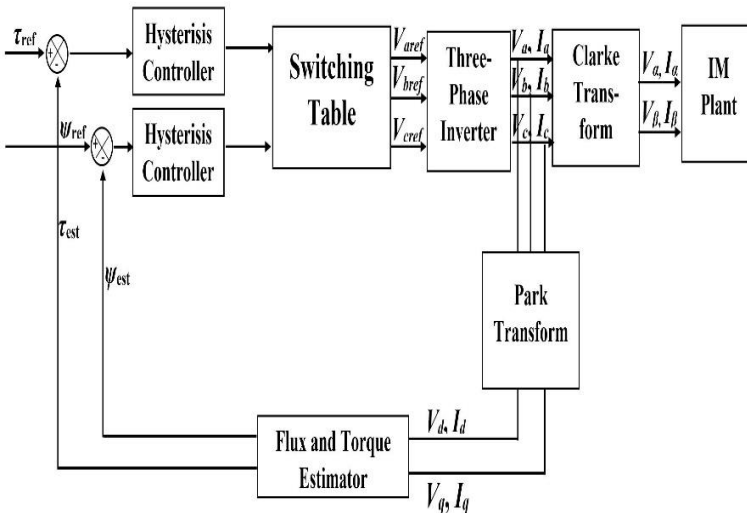 τref
+
-
Hysterisis
Controller
Switching
Table
Varef
Vbref
Vcref
Three-
Phase
Inverter
Va, Ia
Vb, Ib
Vc, Ic
Clarke
Trans-
form
Vα, Iα
Vβ, Iβ
IM
Plant
ψref
+
-
Hysterisis
Controller
τest
ψest
Park
Transform
Flux and Torque
Estimator
Vd, Id
Vq, Iq